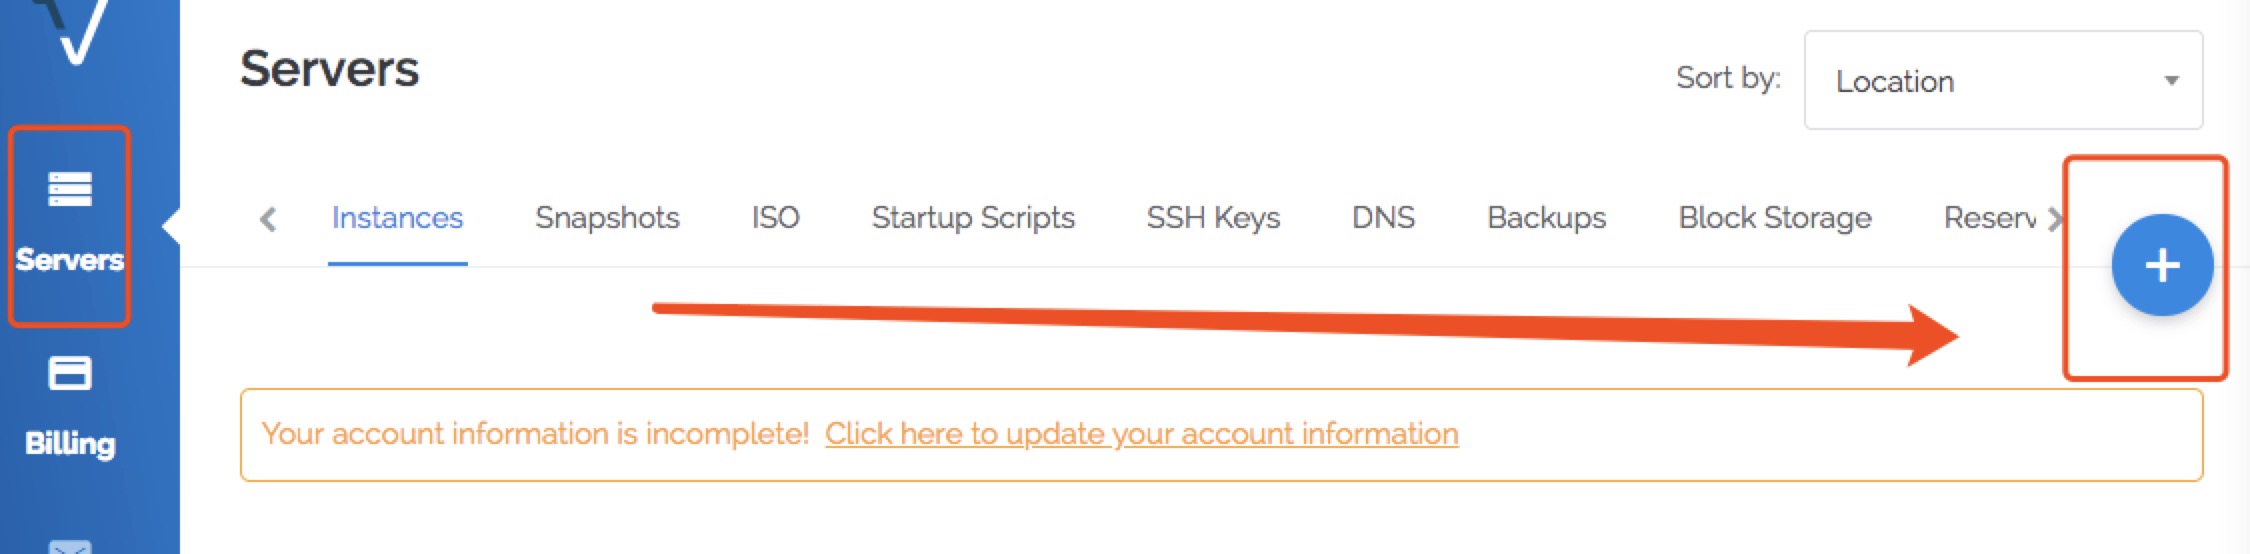 Servers
Sort by: Location
Servers
Instances Snapshots ISO Startup Scripts SSH Keys DNS Backups Block Storage Reserv
Your account information is incomplete! Click here to update your account information
Billing